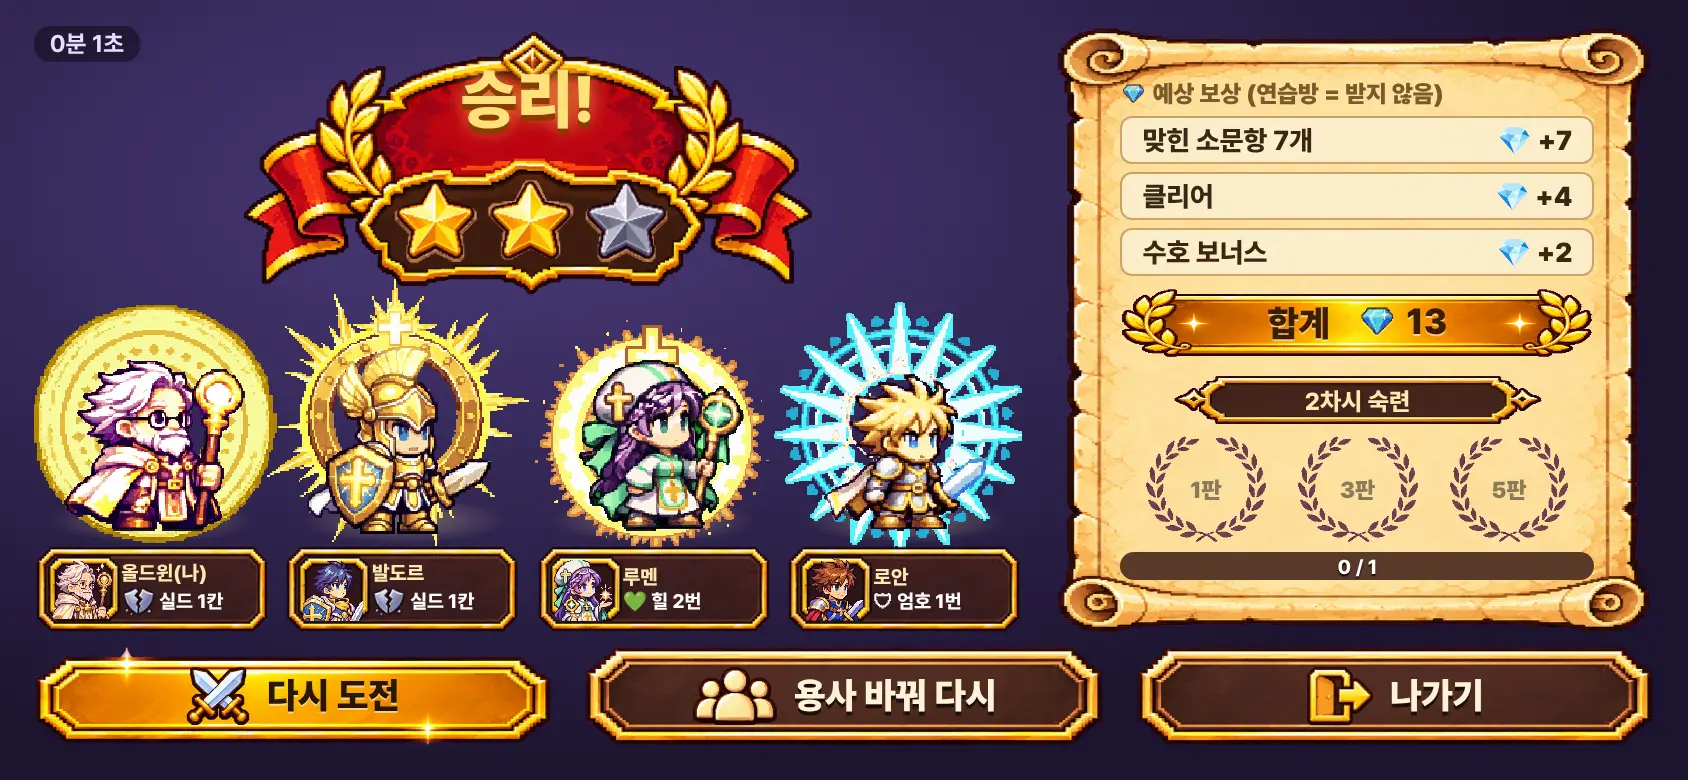 0분 1초
승리!
올드윈(나)
실드 1칸
발도르
실드 1칸
루멘
힐 2번
로안
엄호 1번
예상 보상 (연습방 = 받지 않음)
맞힌 소문항 7개 +7
클리어 +4
수호 보너스 +2
합계 13
2차시 숙련
1판 3판 5판
0 / 1
다시 도전
용사 바꿔 다시
나가기